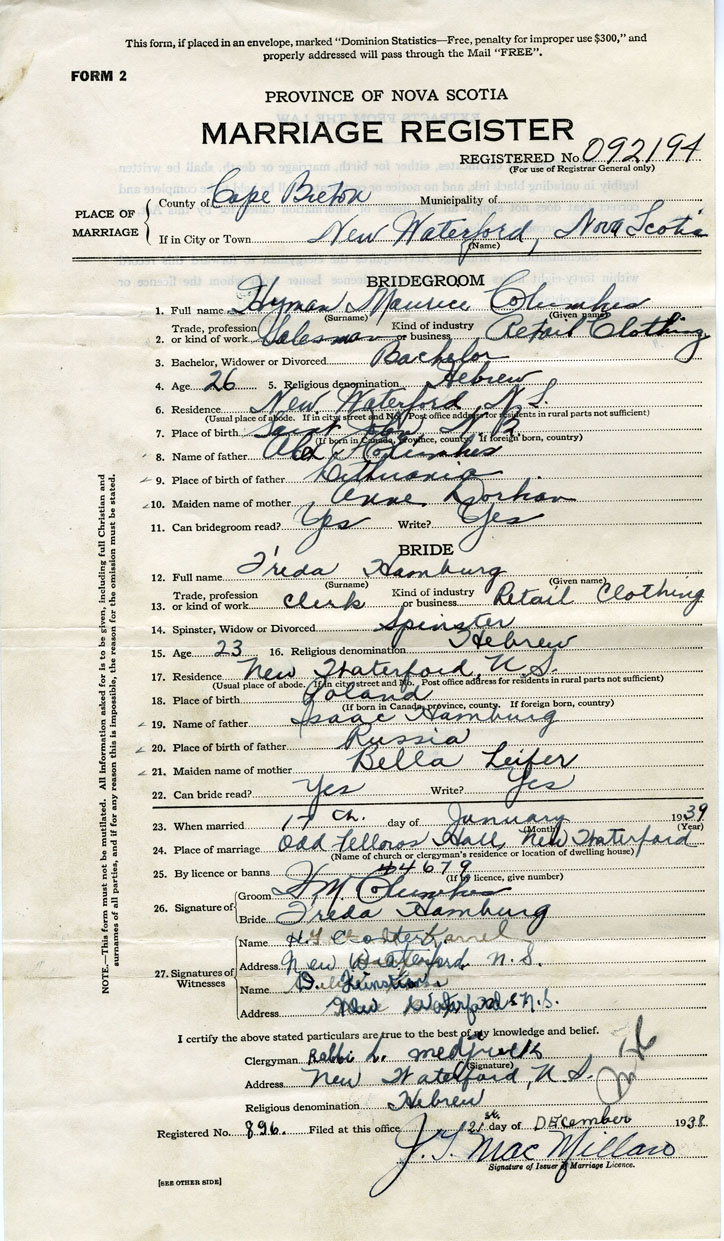 This form, if placed in an envelope, marked "Dominion Statistics—Free, penalty for improper use $300," and
properly addressed will pass through the Mail "FREE".
FORM 2
PROVINCE OF NOVA SCOTIA
MARRIAGE REGISTER
REGISTERED No. 092194
(For use of Registrar General only)
PLACE OF MARRIAGE
County of Cape Breton Municipality of
If in City or Town New Waterford, Nova Scotia
(Name)
BRIDEGROOM
1. Full name Hyman Maurice Columbus
(Surname) (Given name)
2. Trade, profession or kind of work Salesman Kind of industry or business Retail Clothing
3. Bachelor, Widower or Divorced Bachelor
4. Age 26 5. Religious denomination Hebrew
6. Residence New Waterford, N.S.
(Usual place of abode. If in city, street and No. Post office address for residents in rural parts not sufficient)
7. Place of birth Saint John, N.B.
(If born in Canada, province, county. If foreign born, country)
8. Name of father Columbus
9. Place of birth of father Lithuania
10. Maiden name of mother Anne
11. Can bridegroom read? Yes Write? Yes
BRIDE
12. Full name Freda Hamburg
(Surname) (Given name)
13. Trade, profession or kind of work Clerk Kind of industry or business Retail Clothing
14. Spinster, Widow or Divorced Spinster
15. Age 23 16. Religious denomination Hebrew
17. Residence New Waterford, N.S.
(Usual place of abode. If in city street and No. Post office address for residents in rural parts not sufficient)
18. Place of birth Poland
(If born in Canada, province, county. If foreign born, country)
19. Name of father Isaac Hamburg
20. Place of birth of father Russia
21. Maiden name of mother Bella Leifer
22. Can bride read? Yes Write? Yes
23. When married 17th. day of January 1939
(Month) (Year)
24. Place of marriage Odd Fellows Hall, New Waterford
(Name of church or clergyman's residence or location of dwelling house)
25. By licence or banns 44679
(If by licence, give number)
26. Signature of
Groom H. M. Columbus
Bride Freda Hamburg
27. Signatures of Witnesses
Name
Address New Waterford N.S.
Name
Address New Waterford N.S.
I certify the above stated particulars are true to the best of my knowledge and belief.
Clergyman Rabbi L.
(Signature)
Address New Waterford, N.S.
Religious denomination Hebrew
Registered No. 896. Filed at this office 21st. day of December 1938
J. G. MacMillan
Signature of Issuer of Marriage Licence.
[SEE OTHER SIDE]
NOTE.—This form must not be mutilated. All information asked for is to be given, including full Christian and
surnames of all parties, and if for any reason this is impossible, the reason for the omission must be stated.